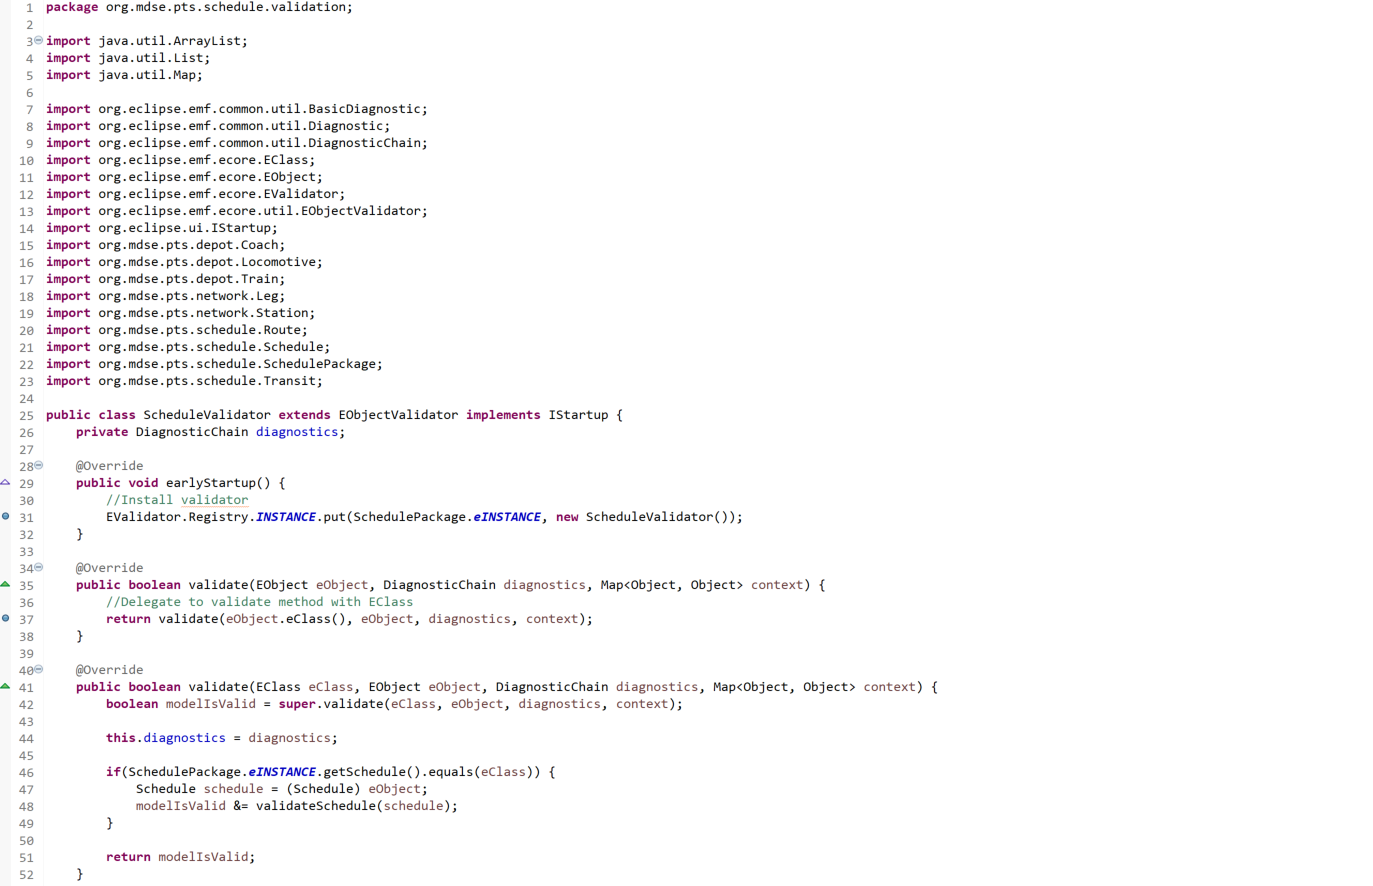 1 package org.mdse.pts.schedule.validation;
2
3 import java.util.ArrayList;
4 import java.util.List;
5 import java.util.Map;
6
7 import org.eclipse.emf.common.util.BasicDiagnostic;
8 import org.eclipse.emf.common.util.Diagnostic;
9 import org.eclipse.emf.common.util.DiagnosticChain;
10 import org.eclipse.emf.ecore.EClass;
11 import org.eclipse.emf.ecore.EObject;
12 import org.eclipse.emf.ecore.EValidator;
13 import org.eclipse.emf.ecore.util.EObjectValidator;
14 import org.eclipse.ui.IStartup;
15 import org.mdse.pts.depot.Coach;
16 import org.mdse.pts.depot.Locomotive;
17 import org.mdse.pts.depot.Train;
18 import org.mdse.pts.network.Leg;
19 import org.mdse.pts.network.Station;
20 import org.mdse.pts.schedule.Route;
21 import org.mdse.pts.schedule.Schedule;
22 import org.mdse.pts.schedule.SchedulePackage;
23 import org.mdse.pts.schedule.Transit;
24
25 public class ScheduleValidator extends EObjectValidator implements IStartup {
26     private DiagnosticChain diagnostics;
27
28     @Override
29     public void earlyStartup() {
30         //Install validator
31         EValidator.Registry.INSTANCE.put(SchedulePackage.eINSTANCE, new ScheduleValidator());
32     }
33
34     @Override
35     public boolean validate(EObject eObject, DiagnosticChain diagnostics, Map<Object, Object> context) {
36         //Delegate to validate method with EClass
37         return validate(eObject.eClass(), eObject, diagnostics, context);
38     }
39
40     @Override
41     public boolean validate(EClass eClass, EObject eObject, DiagnosticChain diagnostics, Map<Object, Object> context) {
42         boolean modelIsValid = super.validate(eClass, eObject, diagnostics, context);
43
44         this.diagnostics = diagnostics;
45
46         if(SchedulePackage.eINSTANCE.getSchedule().equals(eClass)) {
47             Schedule schedule = (Schedule) eObject;
48             modelIsValid &= validateSchedule(schedule);
49         }
50
51         return modelIsValid;
52     }